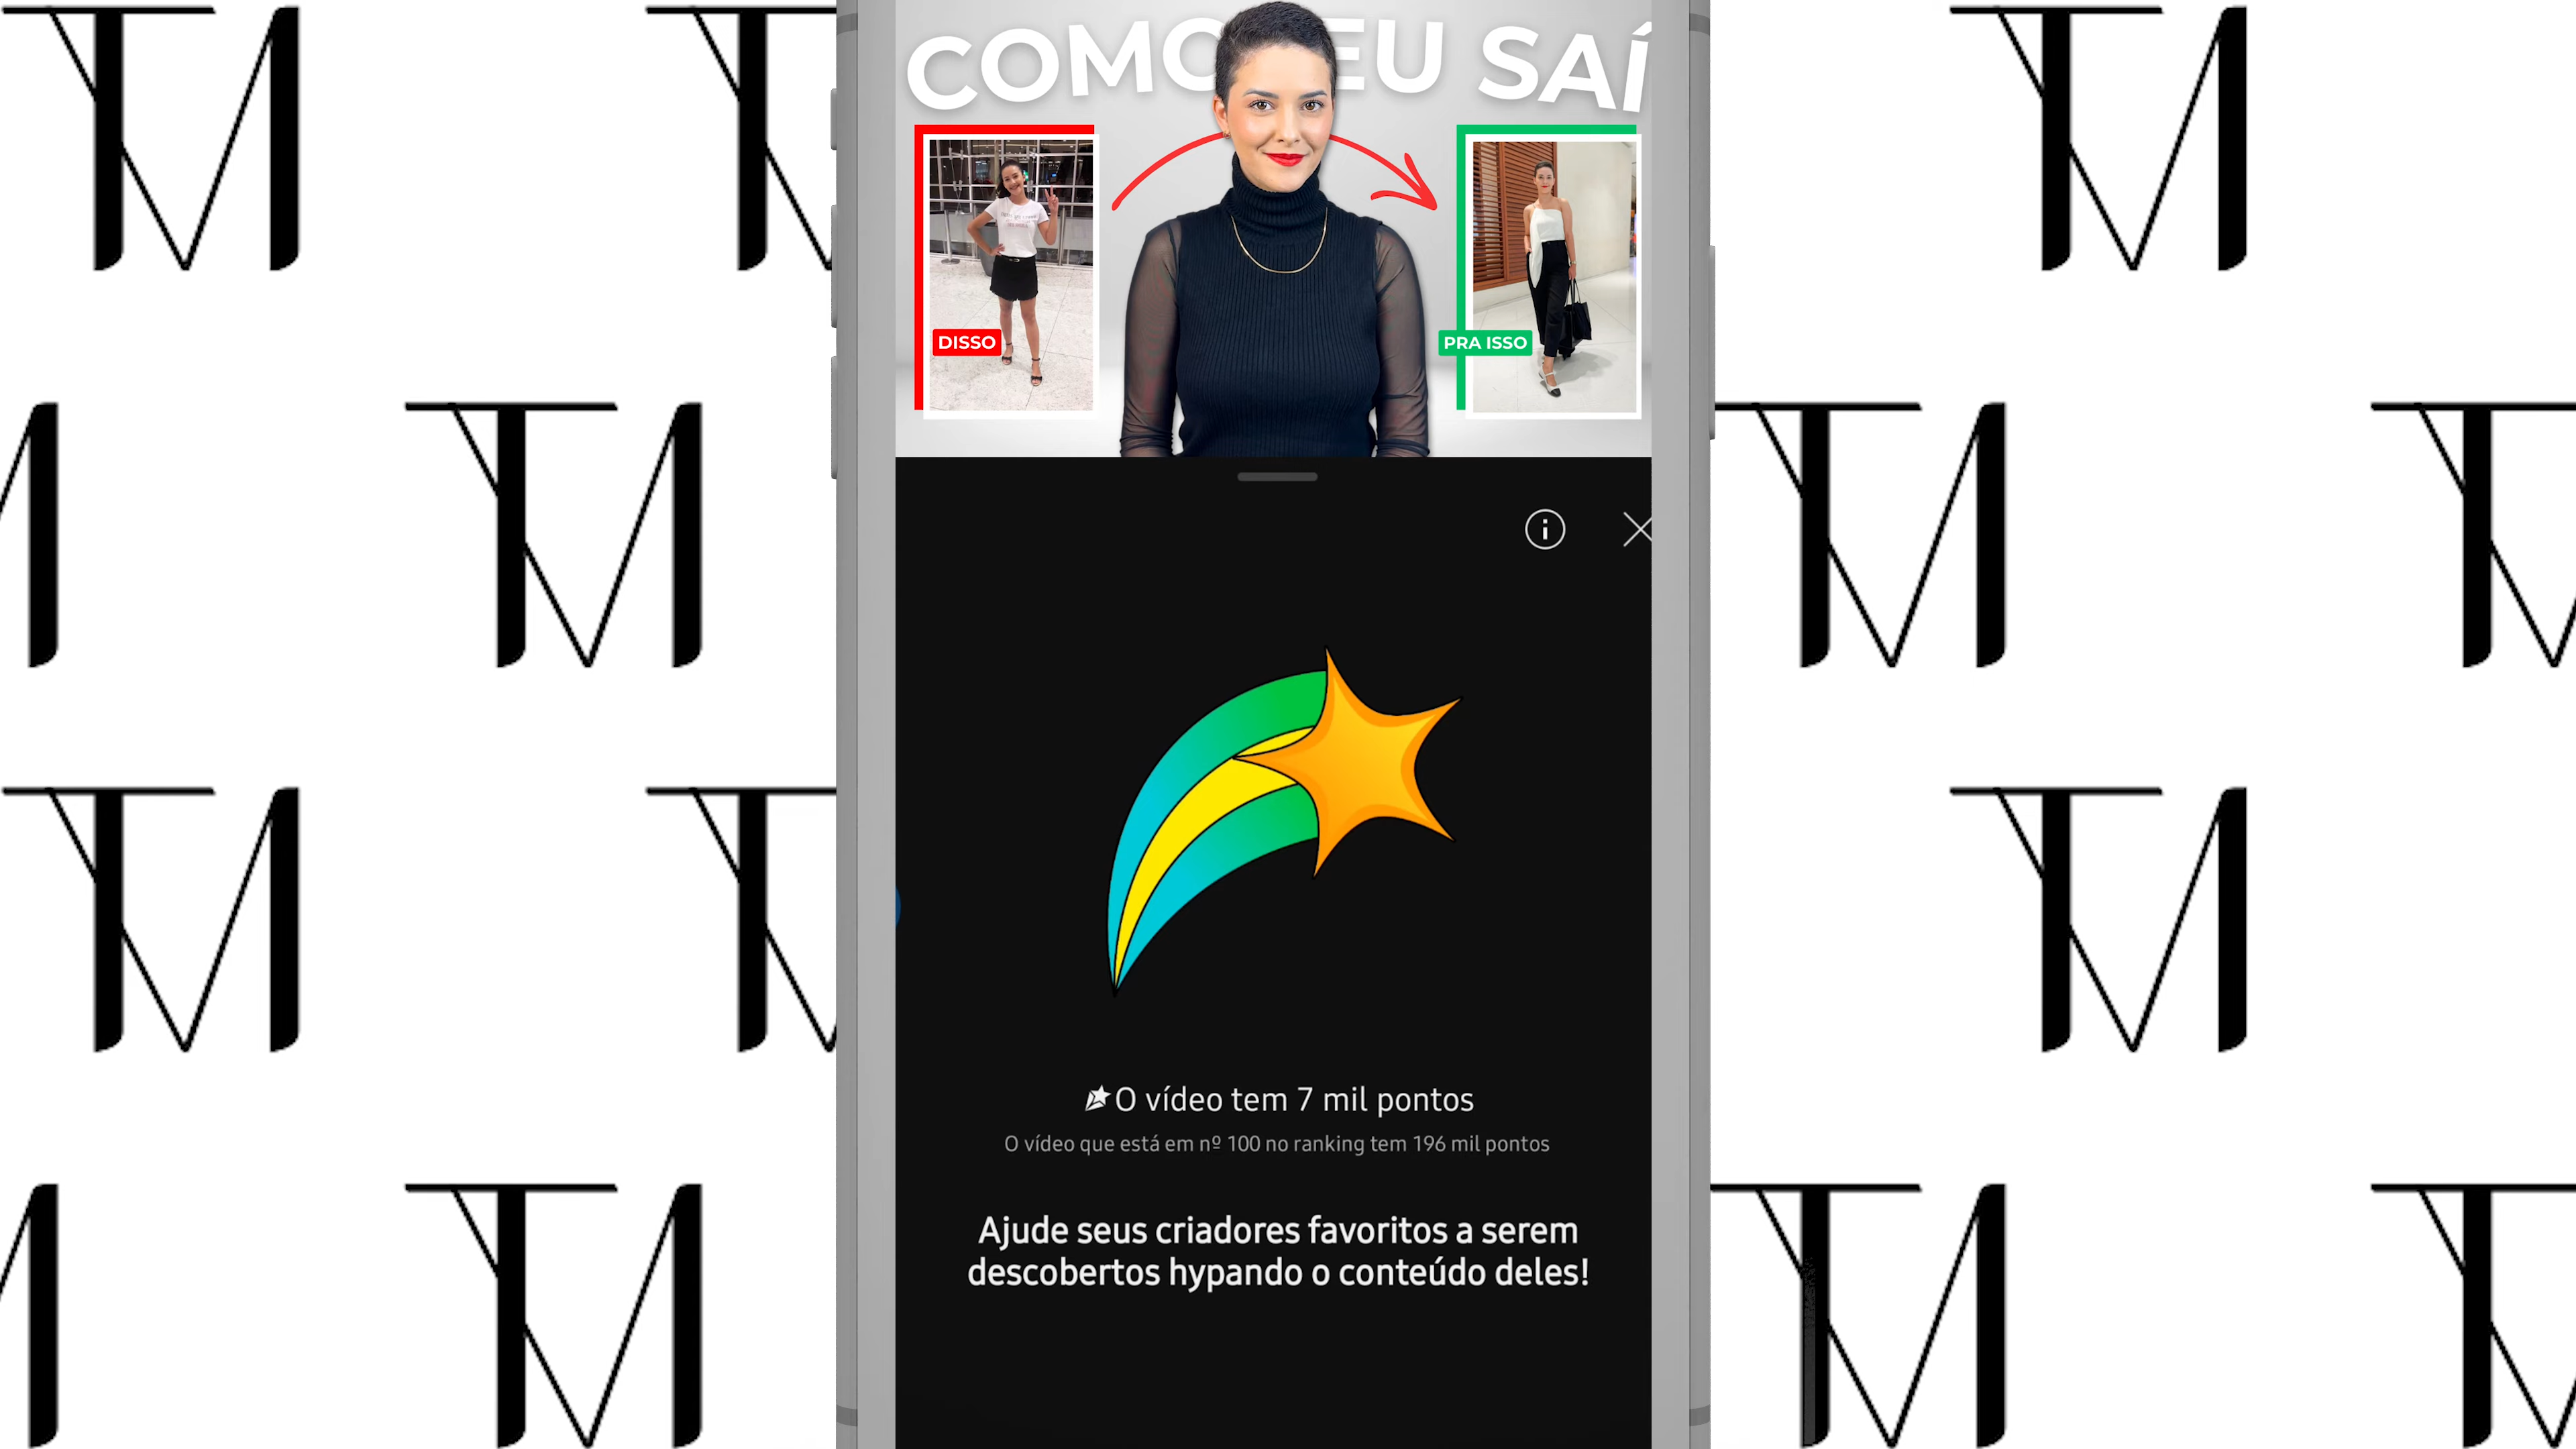 COMO EU SAÍ
DISSO
PRA ISSO
O vídeo tem 7 mil pontos
O vídeo que está em nº 100 no ranking tem 196 mil pontos
Ajude seus criadores favoritos a serem
descobertos hypando o conteúdo deles!